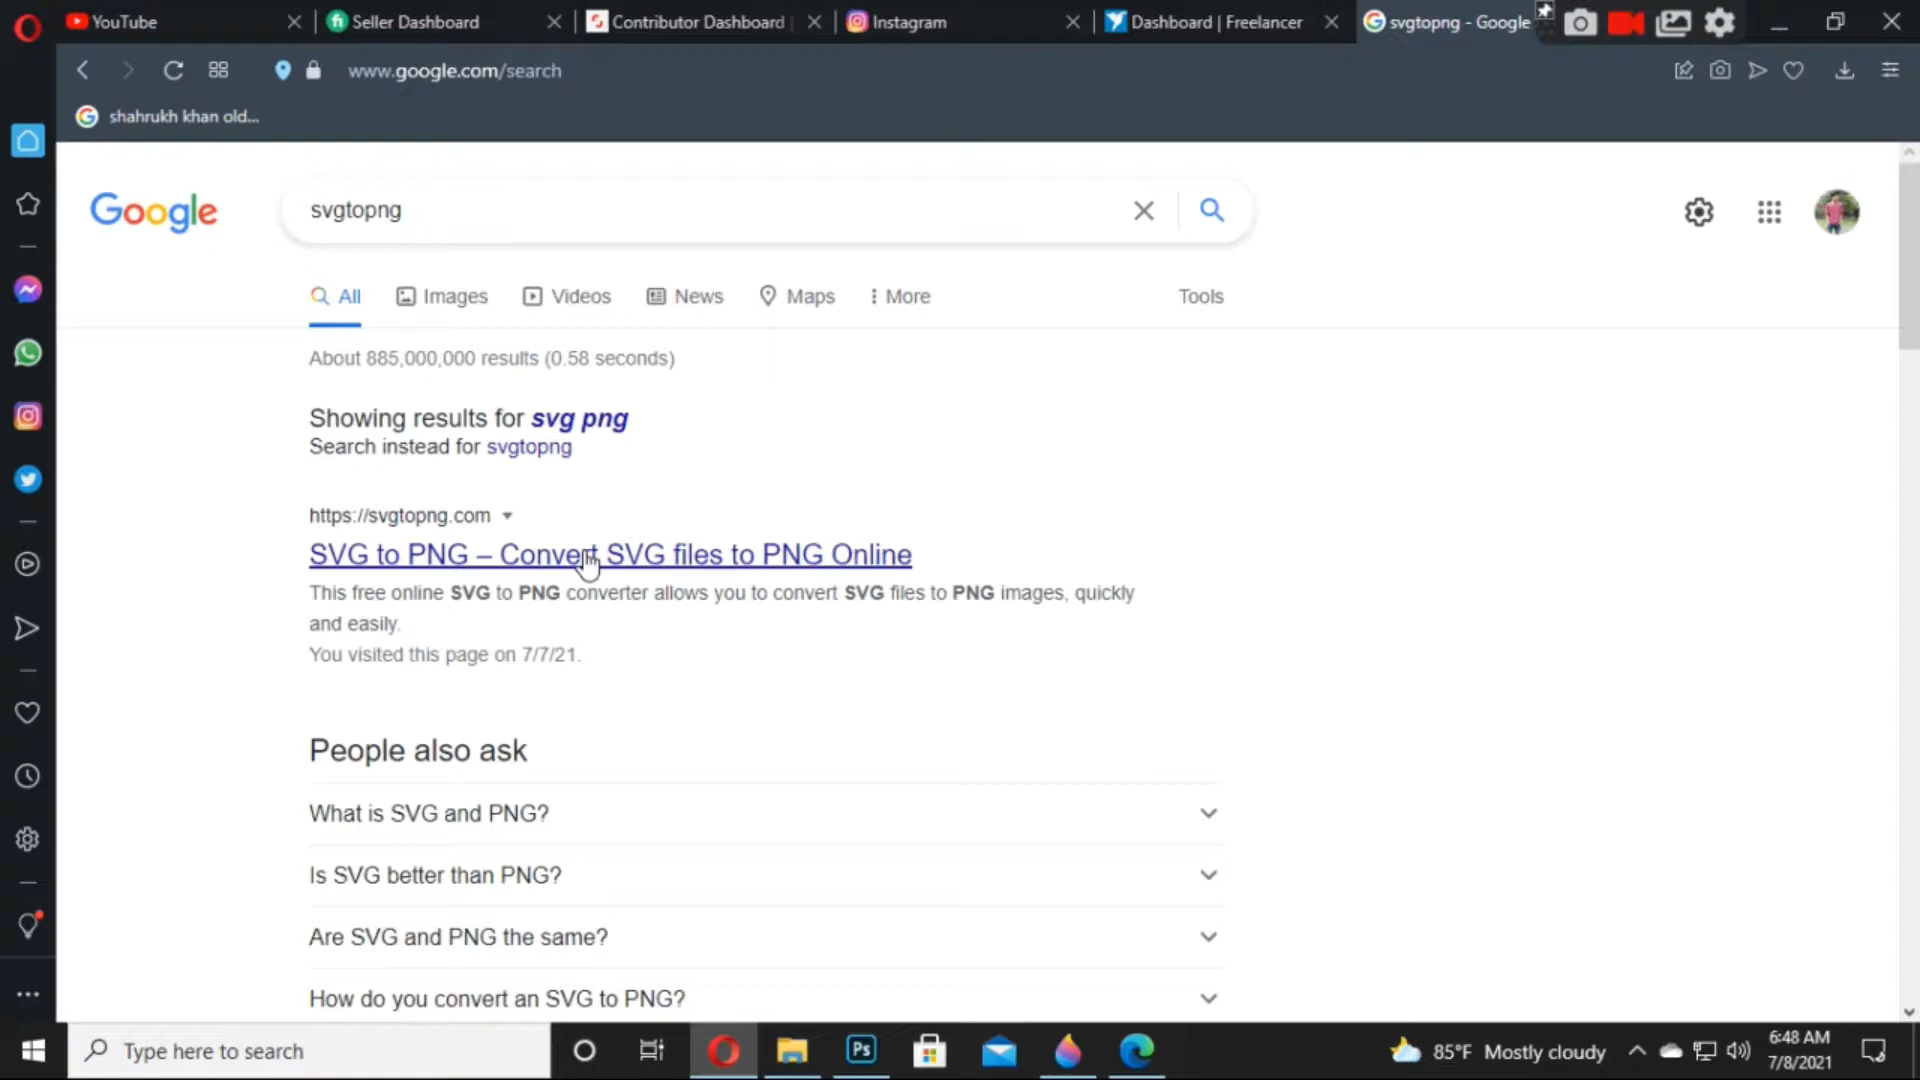 YouTube
Seller Dashboard
Contributor Dashboard
Instagram
Dashboard | Freelancer
svgtopng - Google
www.google.com/search
shahrukh khan old...
Google
svgtopng
All
Images
Videos
News
Maps
More
Tools
About 885,000,000 results (0.58 seconds)
Showing results for svg png
Search instead for svgtopng
https://svgtopng.com
SVG to PNG – Convert SVG files to PNG Online
This free online SVG to PNG converter allows you to convert SVG files to PNG images, quickly
and easily.
You visited this page on 7/7/21.
People also ask
What is SVG and PNG?
Is SVG better than PNG?
Are SVG and PNG the same?
How do you convert an SVG to PNG?
Type here to search
Ps
85°F Mostly cloudy
6:48 AM
7/8/2021